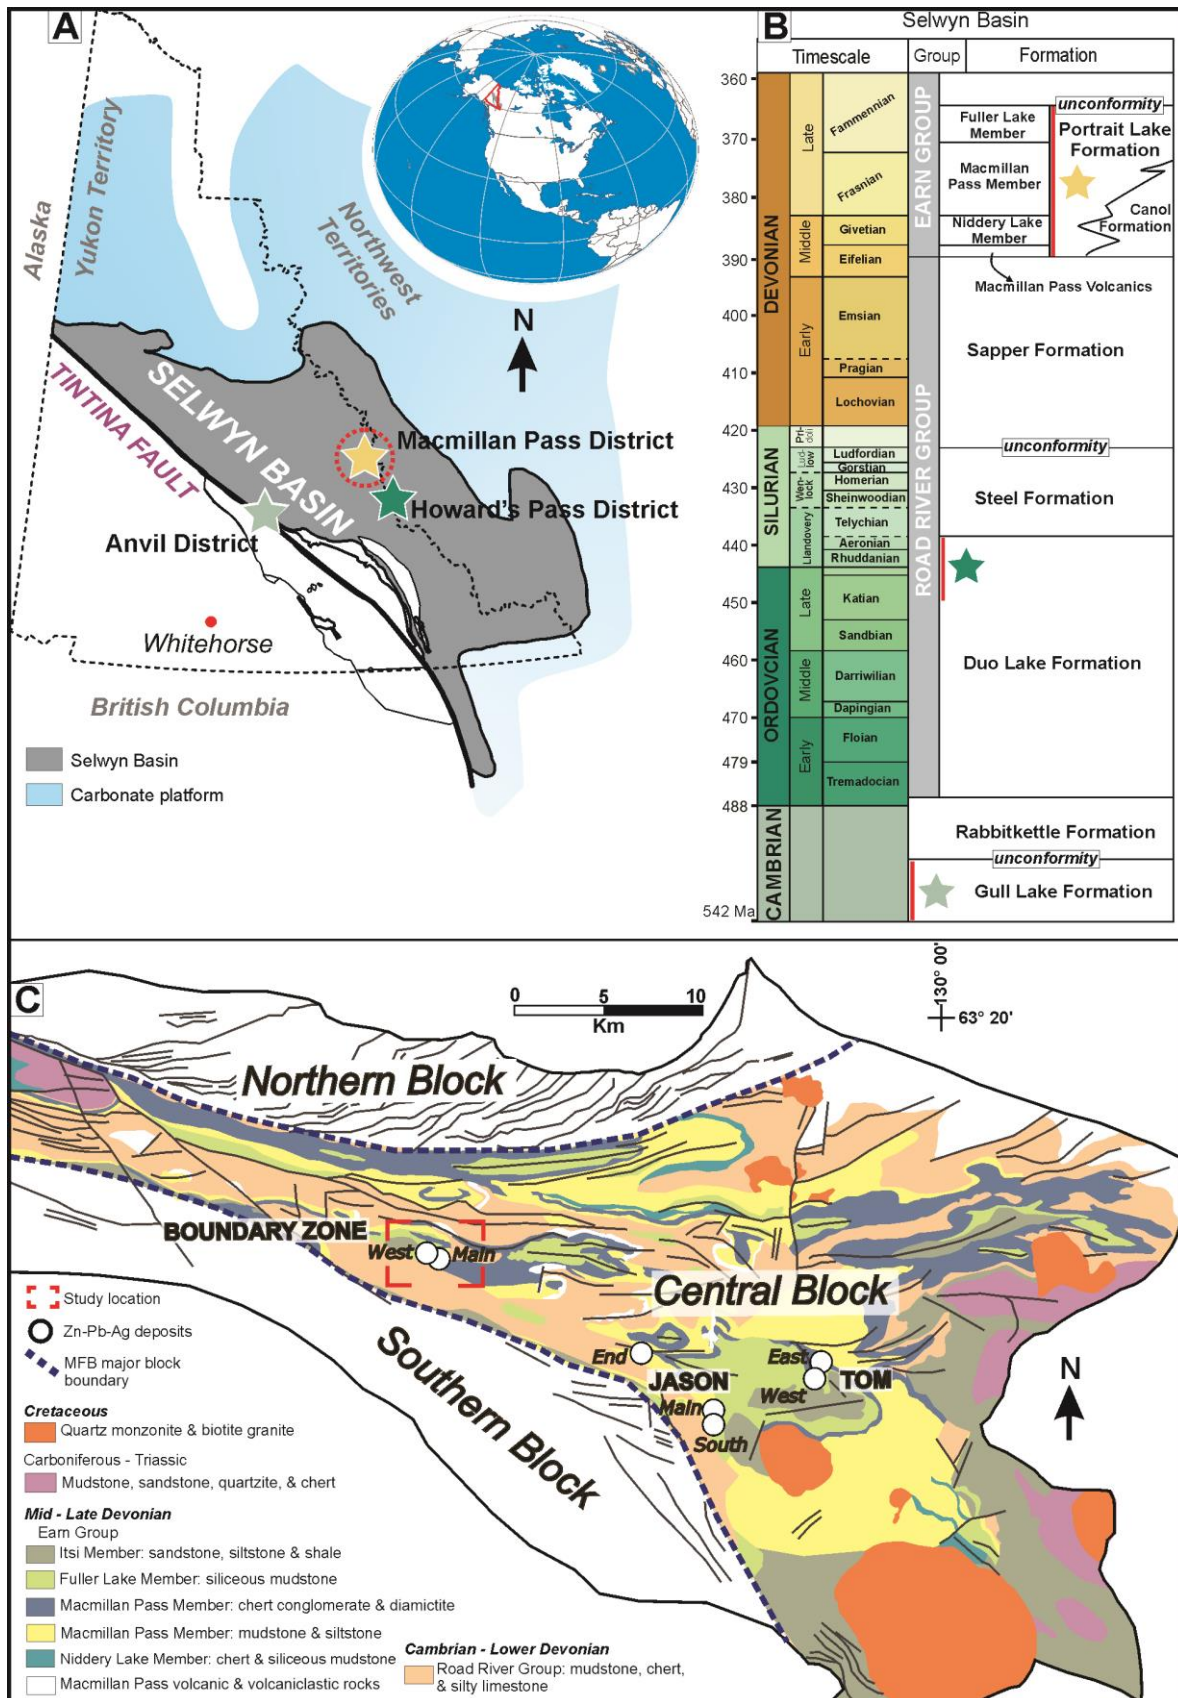 A
Alaska
Yukon Territory
Northwest
Territories
N
TINTINA FAULT
SELWYN BASIN
Macmillan Pass District
Howard's Pass District
Anvil District
Whitehorse
British Columbia
Selwyn Basin
Carbonate platform
B
Selwyn Basin
Timescale
Group
Formation
360
370
380
390
400
410
420
430
440
450
460
470
479
488
542 Ma
DEVONIAN
SILURIAN
ORDOVCIAN
CAMBRIAN
Late
Middle
Early
Pri-
doli
Lud-
low
Wen-
lock
Llandovery
Late
Middle
Early
Fammennian
Frasnian
Givetian
Eifelian
Emsian
Pragian
Lochovian
Ludfordian
Gorstian
Homerian
Sheinwoodian
Telychian
Aeronian
Rhuddanian
Katian
Sandbian
Darriwilian
Dapingian
Floian
Tremadocian
EARN GROUP
ROAD RIVER GROUP
unconformity
Fuller Lake
Member
Portrait Lake
Formation
Macmillan
Pass Member
Canol
Formation
Niddery Lake
Member
Macmillan Pass Volcanics
Sapper Formation
unconformity
Steel Formation
Duo Lake Formation
Rabbitkettle Formation
unconformity
Gull Lake Formation
C
0 5 10
Km
130° 00'
63° 20'
Northern Block
BOUNDARY ZONE
West
Main
Central Block
Southern Block
End
JASON
Main
South
East
West
TOM
N
Study location
Zn-Pb-Ag deposits
MFB major block
boundary
Cretaceous
Quartz monzonite & biotite granite
Carboniferous - Triassic
Mudstone, sandstone, quartzite, & chert
Mid - Late Devonian
Earn Group
Itsi Member: sandstone, siltstone & shale
Fuller Lake Member: siliceous mudstone
Macmillan Pass Member: chert conglomerate & diamictite
Macmillan Pass Member: mudstone & siltstone
Niddery Lake Member: chert & siliceous mudstone
Macmillan Pass volcanic & volcaniclastic rocks
Cambrian - Lower Devonian
Road River Group: mudstone, chert,
& silty limestone